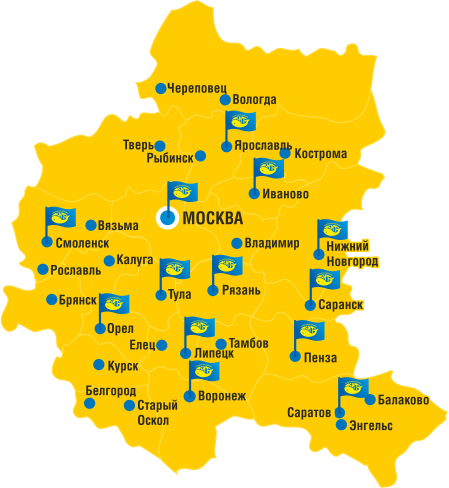 Череповец
Вологда
Тверь
Ярославль
Рыбинск
Кострома
Иваново
МОСКВА
Вязьма
Смоленск
Владимир
Нижний
Новгород
Калуга
Рославль
Рязань
Тула
Брянск
Саранск
Орел
Елец
Тамбов
Липецк
Пенза
Курск
Белгород
Воронеж
Старый
Оскол
Балаково
Саратов
Энгельс